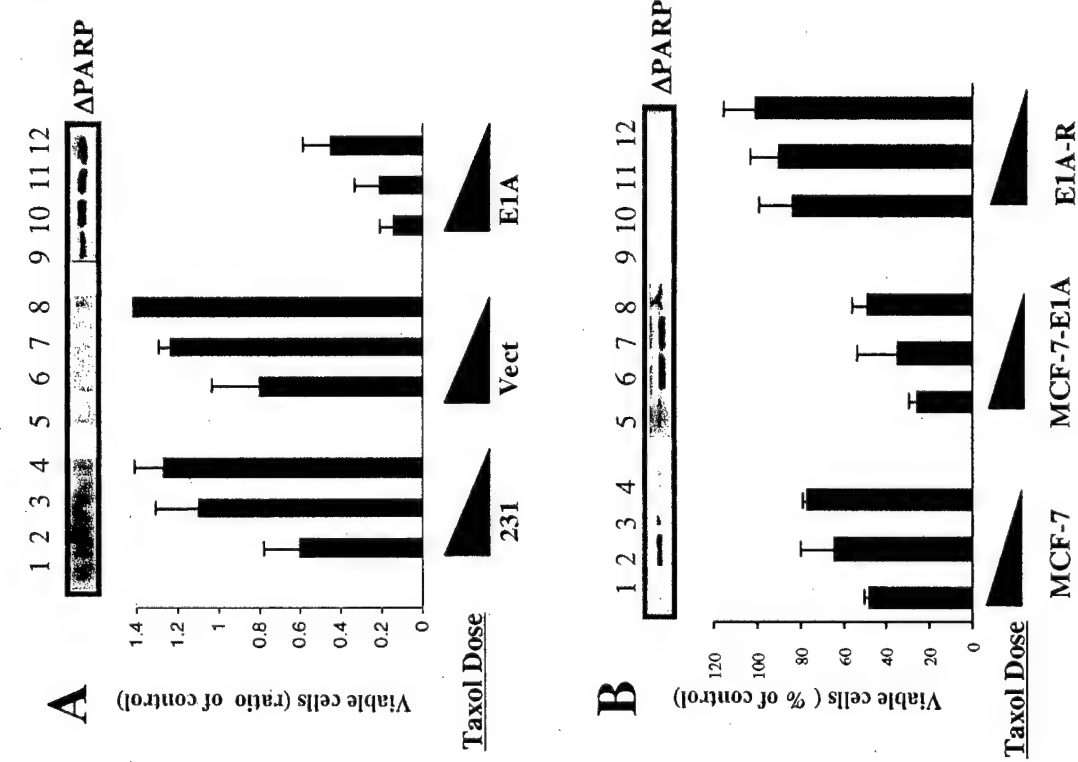 A
1 2 3 4 5 6 7 8 9 10 11 12
ΔPARP
Viable cells (ratio of control)
1.4
1.2
1
0.8
0.6
0.4
0.2
0
Taxol Dose
231
Vect
E1A
B
1 2 3 4 5 6 7 8 9 10 11 12
ΔPARP
Viable cells ( % of control)
120
100
80
60
40
20
0
Taxol Dose
MCF-7
MCF-7-E1A
E1A-R